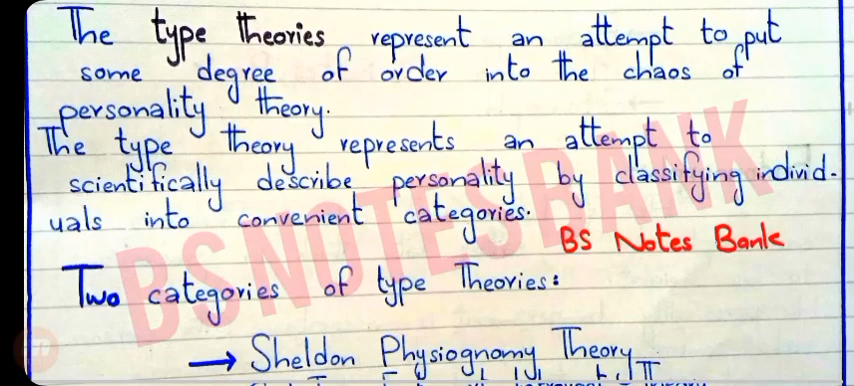 The type theories represent an attempt to put
some degree of order into the chaos of
personality theory.
The type theory represents an attempt to
scientifically describe personality by classifying individ-
uals into convenient categories.
BS Notes Bank
BSNOTESBANK
Two categories of type Theories:
→ Sheldon Physiognomy Theory